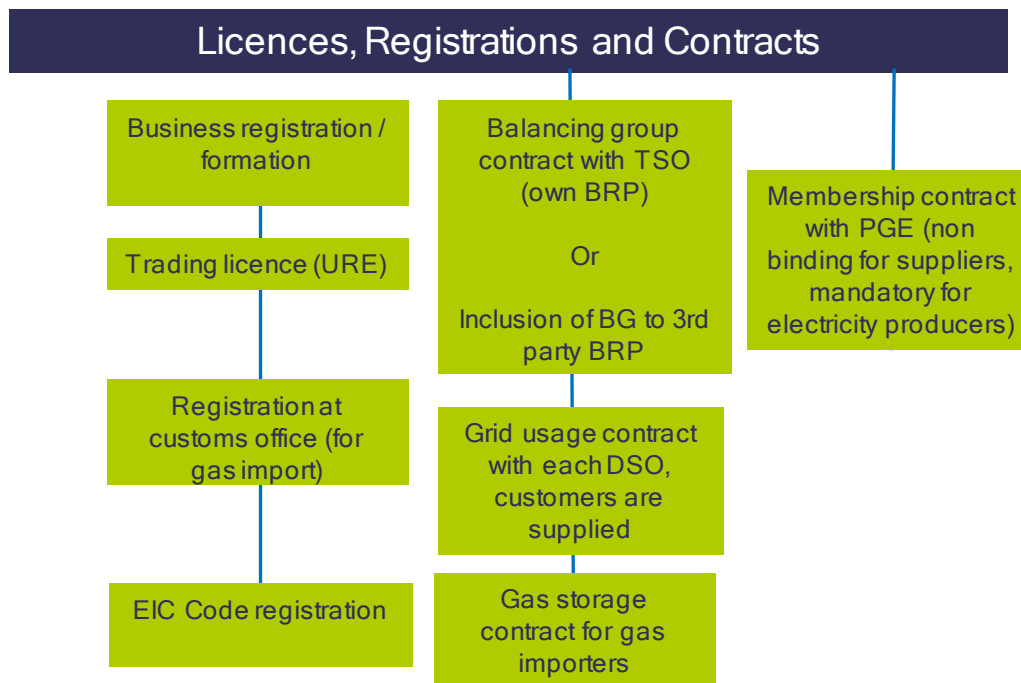 Licences, Registrations and Contracts
Business registration /
formation
Trading licence (URE)
Registration at
customs office (for
gas import)
EIC Code registration
Balancing group
contract with TSO
(own BRP)
Or
Inclusion of BG to 3rd
party BRP
Grid usage contract
with each DSO,
customers are
supplied
Gas storage
contract for gas
importers
Membership contract
with PGE (non
binding for suppliers,
mandatory for
electricity producers)